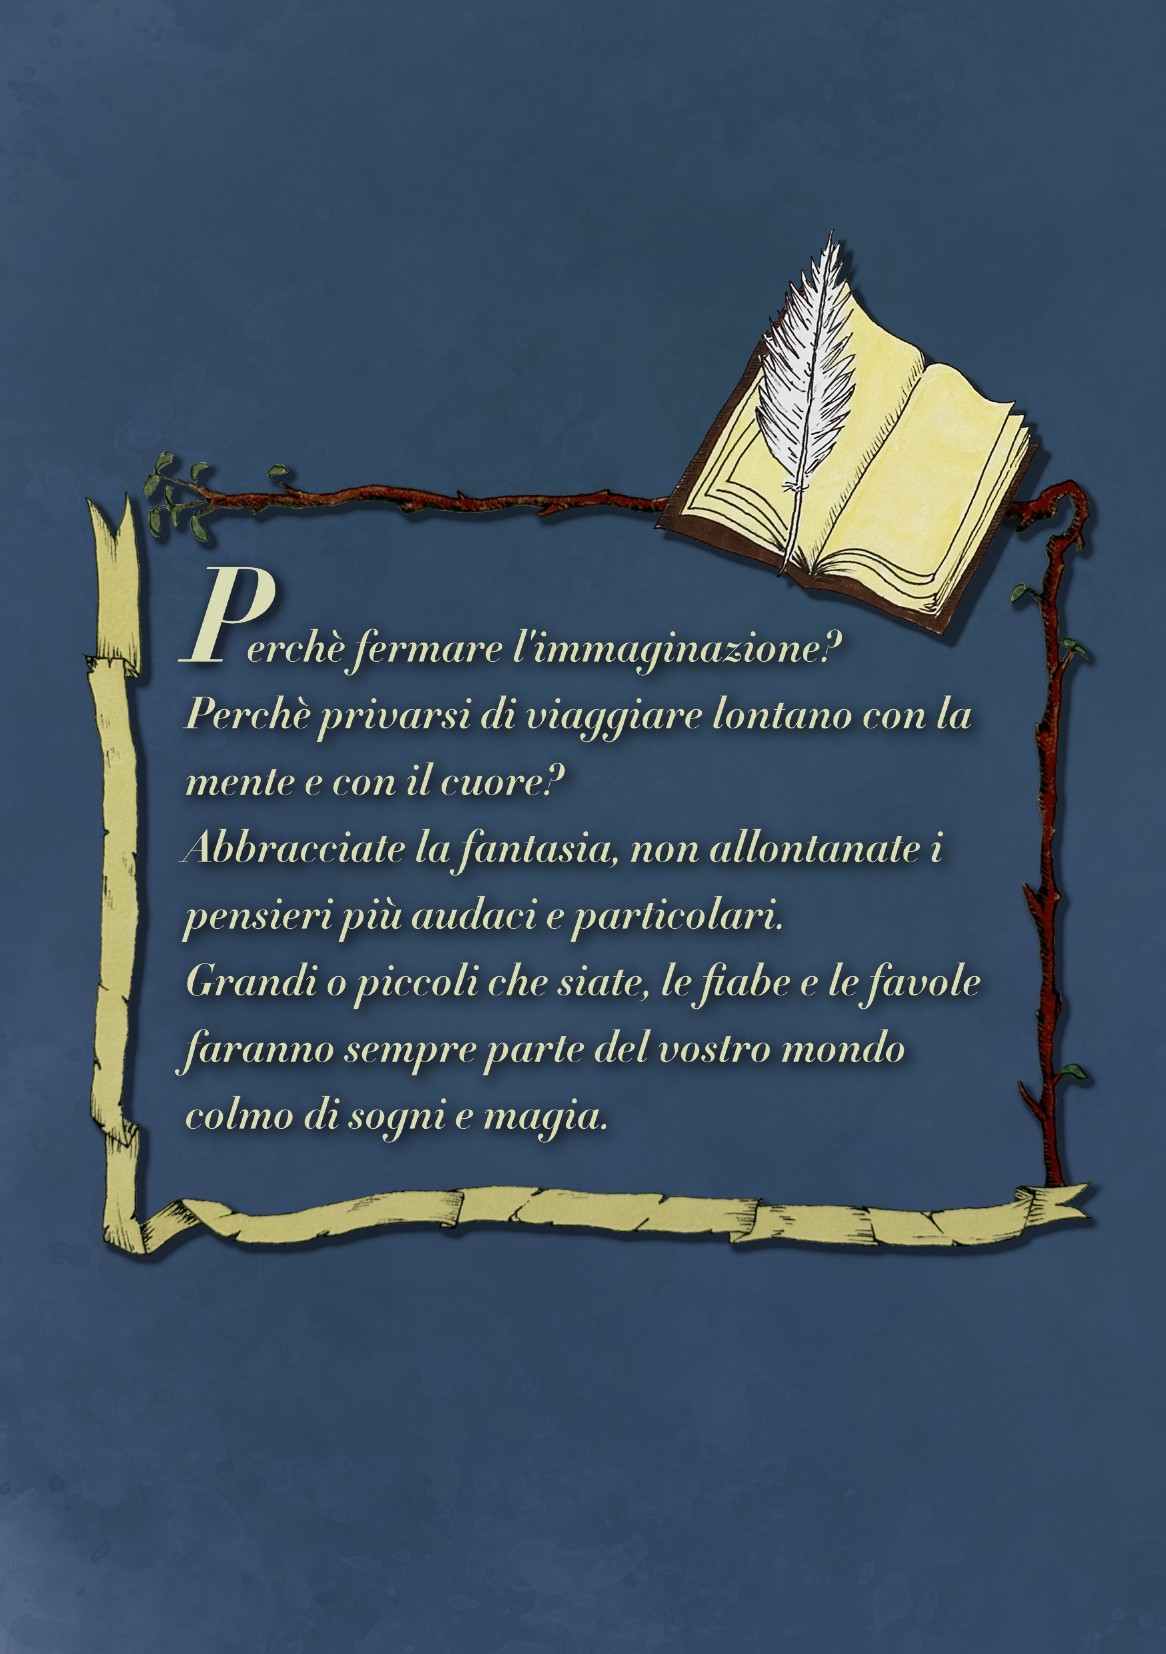 Perchè fermare l'immaginazione?
Perchè privarsi di viaggiare lontano con la
mente e con il cuore?
Abbracciate la fantasia, non allontanate i
pensieri più audaci e particolari.
Grandi o piccoli che siate, le fiabe e le favole
faranno sempre parte del vostro mondo
colmo di sogni e magia.